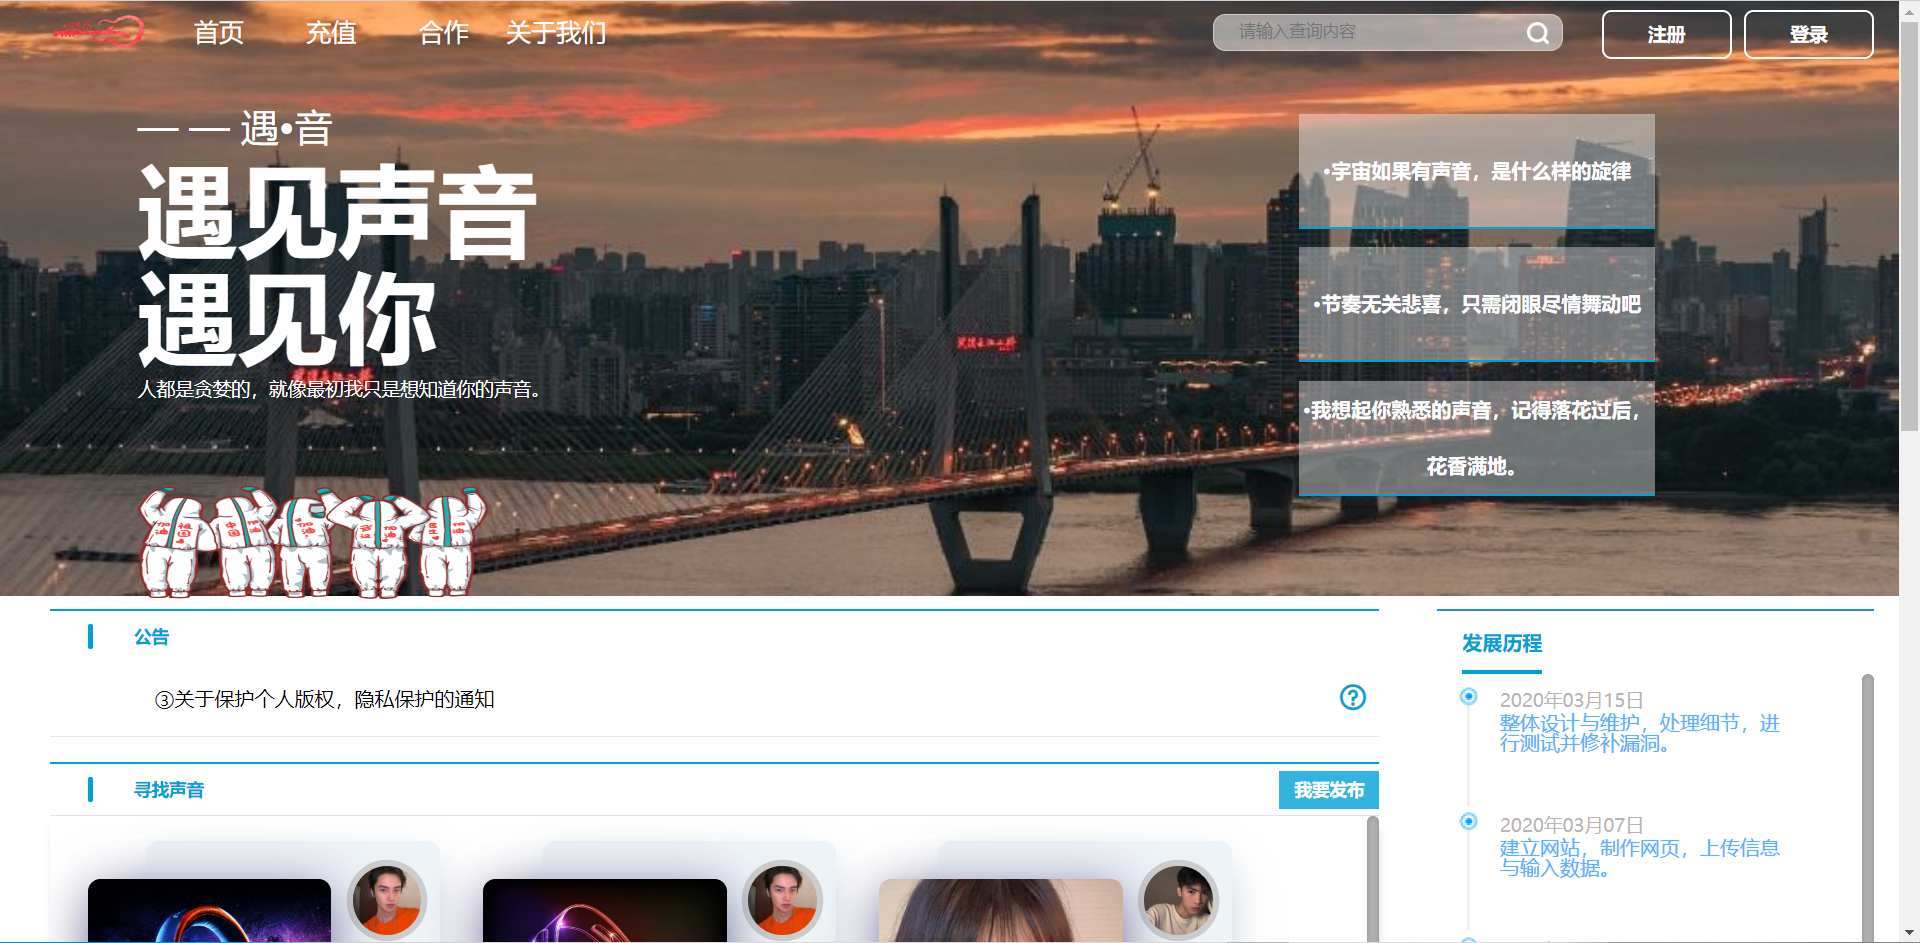 首页 充值 合作 关于我们
请输入查询内容
注册 登录
— — 遇•音
遇见声音
遇见你
人都是贪婪的，就像最初我只是想知道你的声音。
•宇宙如果有声音，是什么样的旋律
•节奏无关悲喜，只需闭眼尽情舞动吧
•我想起你熟悉的声音，记得落花过后，
花香满地。
公告
③关于保护个人版权，隐私保护的通知
寻找声音
我要发布
发展历程
2020年03月15日
整体设计与维护，处理细节，进
行测试并修补漏洞。
2020年03月07日
建立网站，制作网页，上传信息
与输入数据。